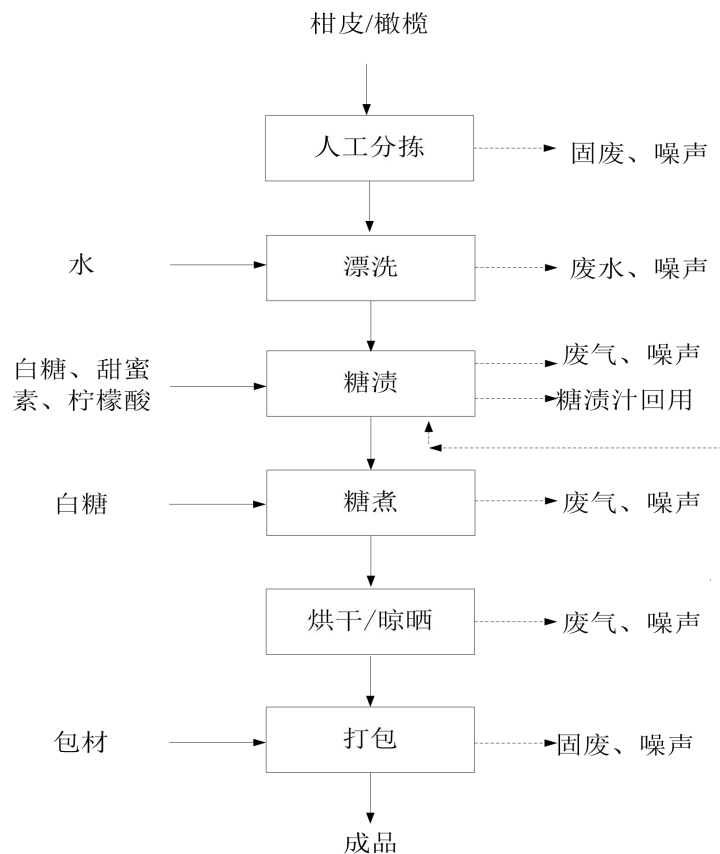 柑皮/橄榄
人工分拣
固废、噪声
水
漂洗
废水、噪声
白糖、甜蜜
素、柠檬酸
糖渍
废气、噪声
糖渍汁回用
白糖
糖煮
废气、噪声
烘干/晾晒
废气、噪声
包材
打包
固废、噪声
成品